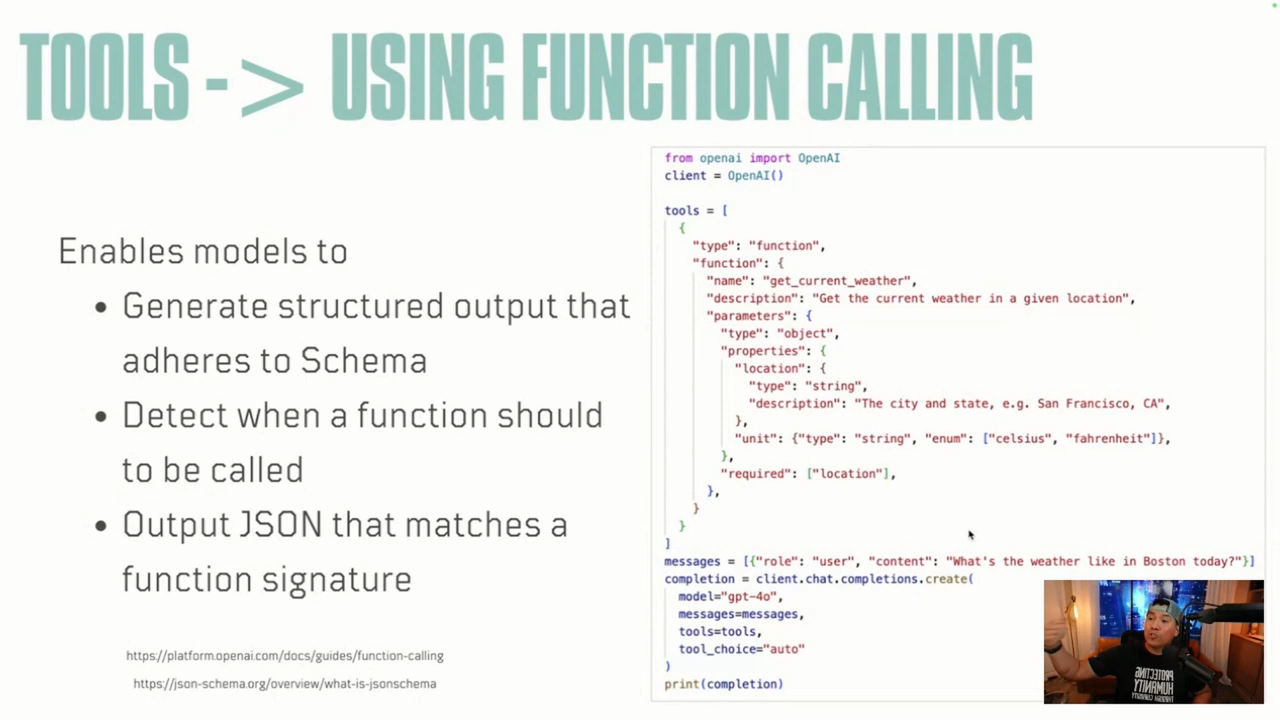 TOOLS -> USING FUNCTION CALLING
Enables models to
• Generate structured output that
adheres to Schema
• Detect when a function should
to be called
• Output JSON that matches a
function signature
https://platform.openai.com/docs/guides/function-calling
https://json-schema.org/overview/what-is-jsonschema
from openai import OpenAI
client = OpenAI()
tools = [
{
"type": "function",
"function": {
"name": "get_current_weather",
"description": "Get the current weather in a given location",
"parameters": {
"type": "object",
"properties": {
"location": {
"type": "string",
"description": "The city and state, e.g. San Francisco, CA",
},
"unit": {"type": "string", "enum": ["celsius", "fahrenheit"]},
},
"required": ["location"],
},
}
}
]
messages = [{"role": "user", "content": "What's the weather like in Boston today?"}]
completion = client.chat.completions.create(
model="gpt-4o",
messages=messages,
tools=tools,
tool_choice="auto"
)
print(completion)
PROTECTING
HUMANITY
THROUGH COMMUNITY